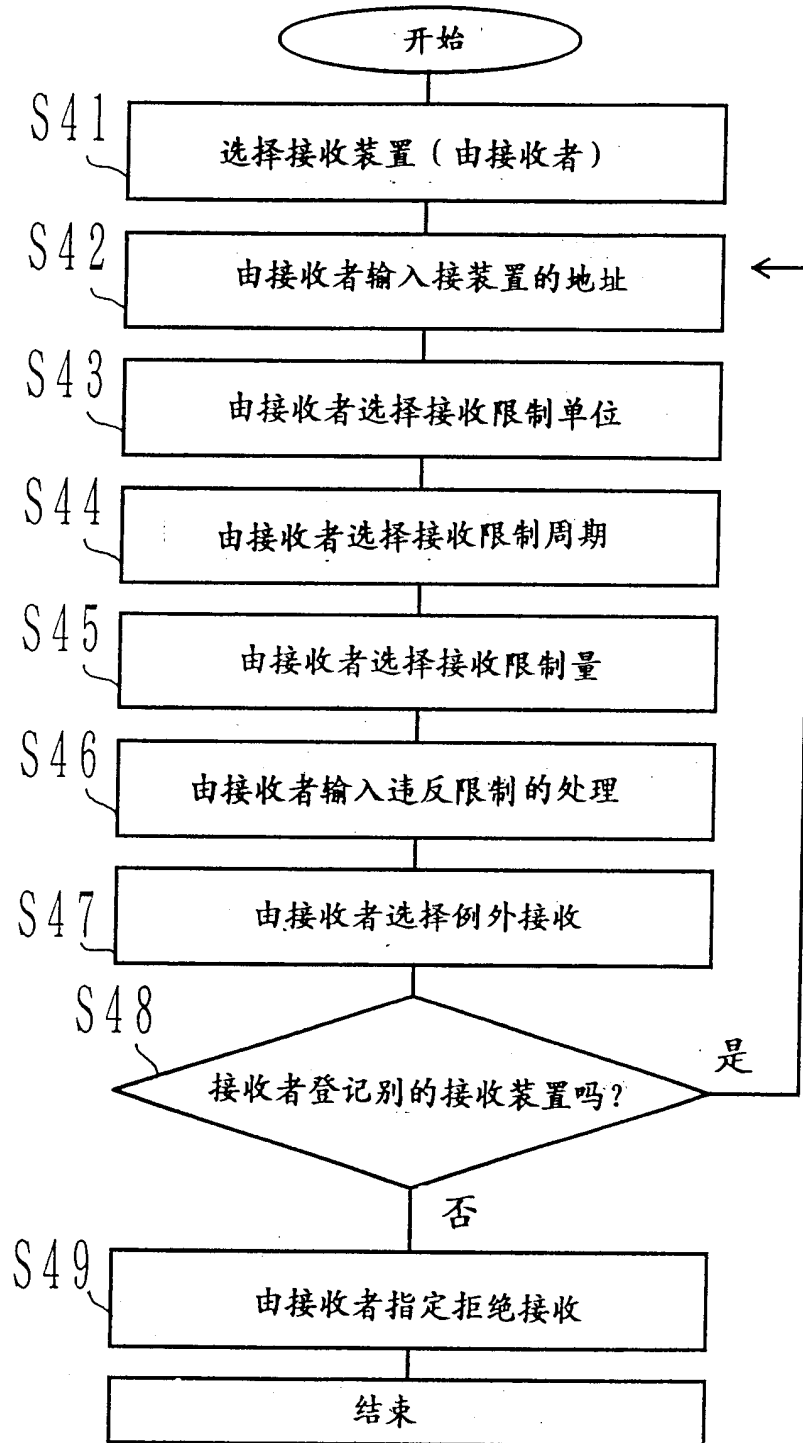 开始
S41
选择接收装置（由接收者）
S42
由接收者输入接装置的地址
S43
由接收者选择接收限制单位
S44
由接收者选择接收限制周期
S45
由接收者选择接收限制量
S46
由接收者输入违反限制的处理
S47
由接收者选择例外接收
S48
接收者登记别的接收装置吗？
是
否
S49
由接收者指定拒绝接收
结束